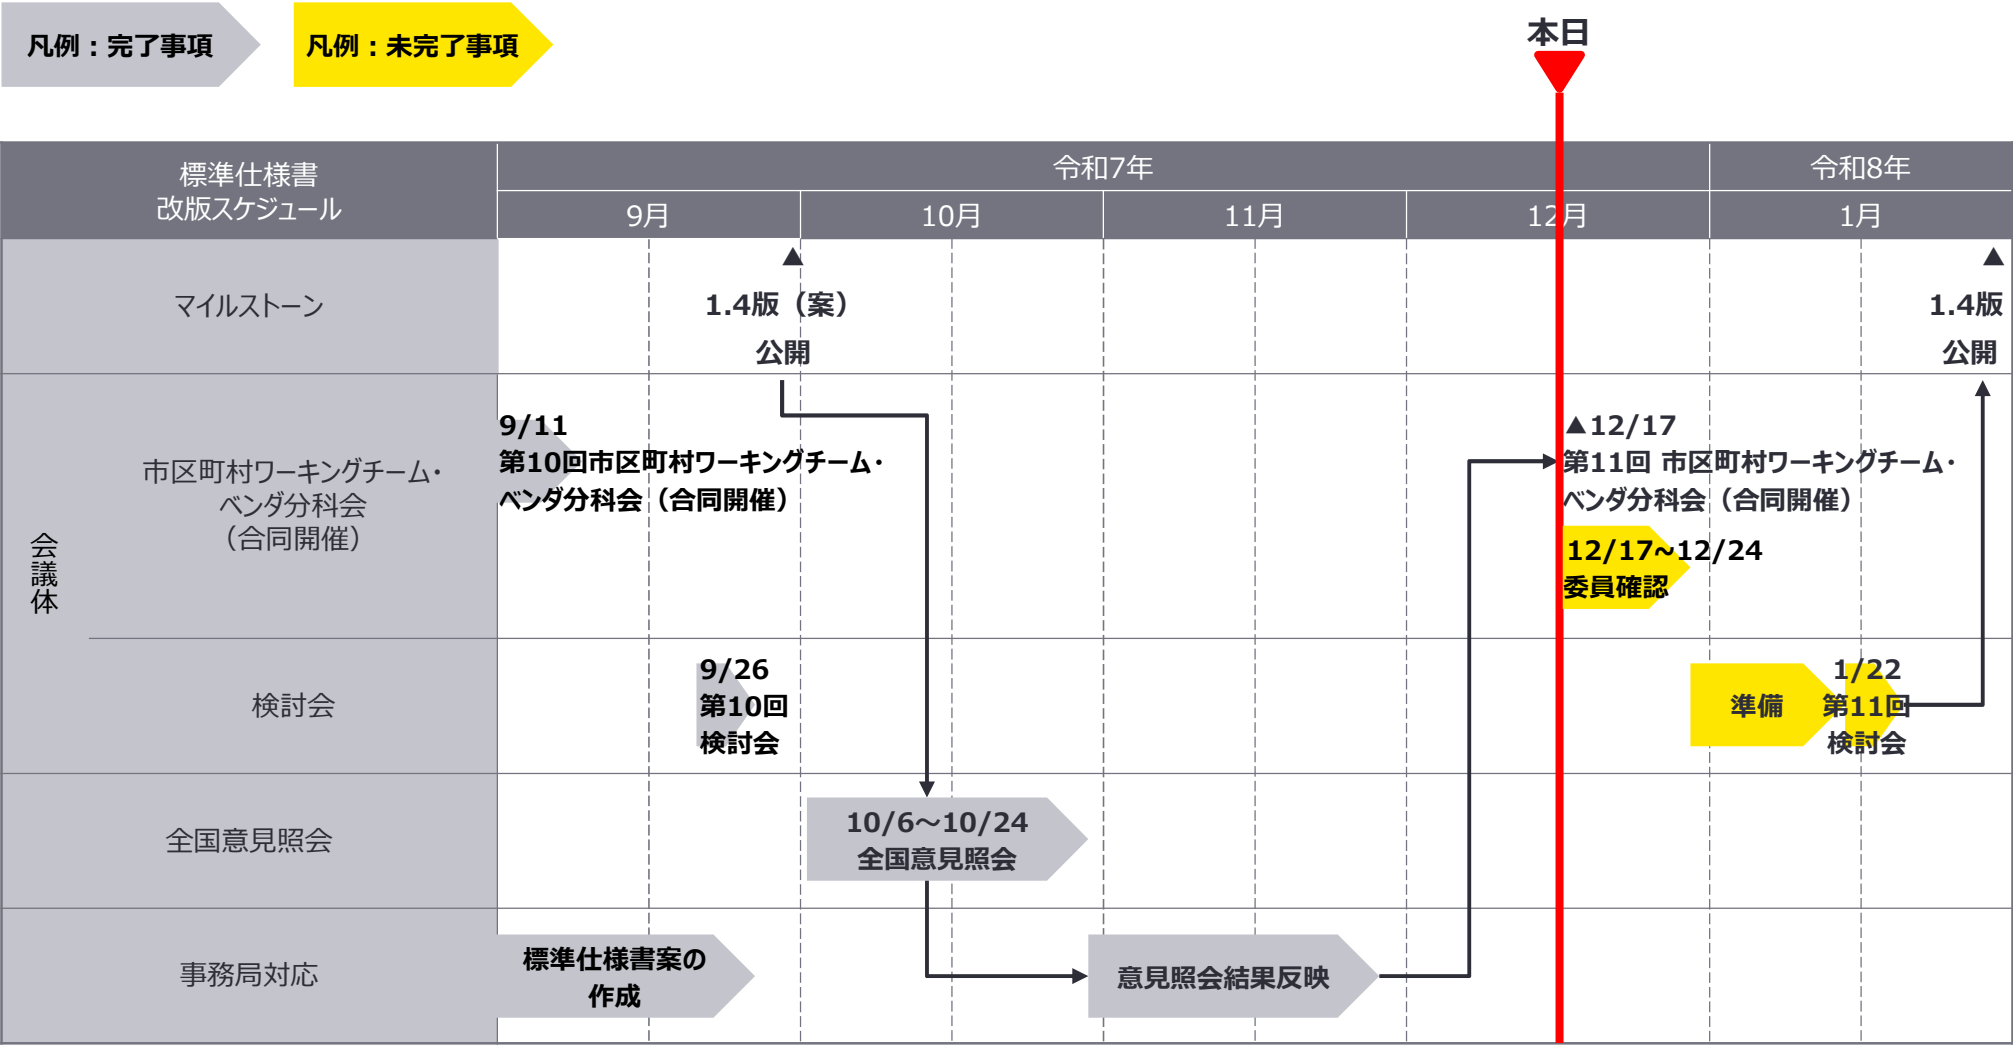 凡例：完了事項
凡例：未完了事項
本日
標準仕様書
改版スケジュール
令和7年
令和8年
9月
10月
11月
12月
1月
マイルストーン
▲
1.4版（案）
公開
▲
1.4版
公開
会議体
市区町村ワーキングチーム・
ベンダ分科会
（合同開催）
9/11
第10回市区町村ワーキングチーム・
ベンダ分科会（合同開催）
▲12/17
第11回 市区町村ワーキングチーム・
ベンダ分科会（合同開催）
12/17~12/24
委員確認
検討会
9/26
第10回
検討会
準備
1/22
第11回
検討会
全国意見照会
10/6～10/24
全国意見照会
事務局対応
標準仕様書案の
作成
意見照会結果反映